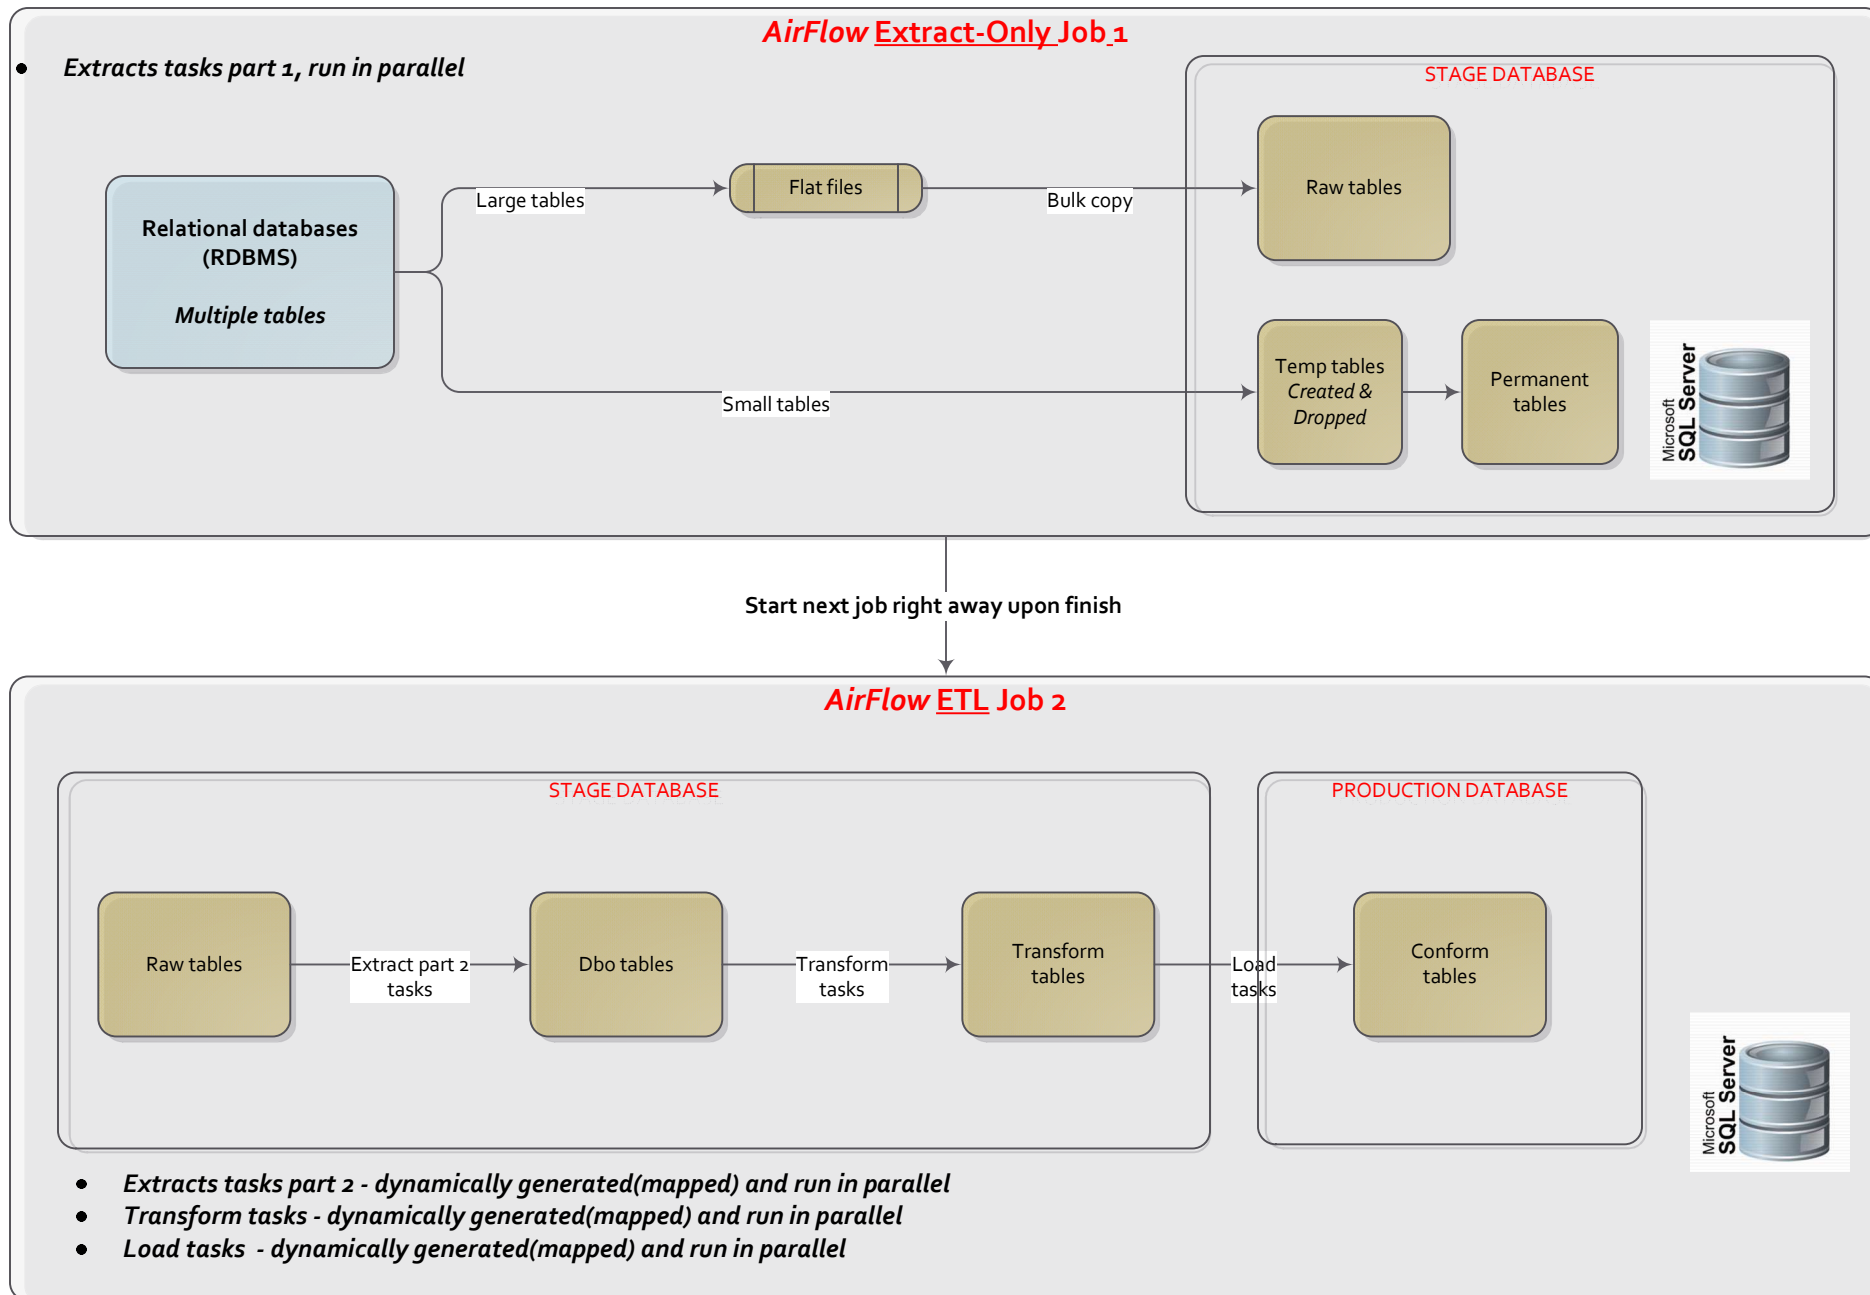 AirFlow Extract-Only Job 1
Extracts tasks part 1, run in parallel
STAGE DATABASE
Relational databases
(RDBMS)
Multiple tables
Large tables
Flat files
Bulk copy
Raw tables
Small tables
Temp tables
Created &
Dropped
Permanent
tables
Microsoft
SQL Server
Start next job right away upon finish
AirFlow ETL Job 2
STAGE DATABASE
PRODUCTION DATABASE
Raw tables
Extract part 2
tasks
Dbo tables
Transform
tasks
Transform
tables
Load
tasks
Conform
tables
Microsoft
SQL Server
Extracts tasks part 2 - dynamically generated(mapped) and run in parallel
Transform tasks - dynamically generated(mapped) and run in parallel
Load tasks  - dynamically generated(mapped) and run in parallel